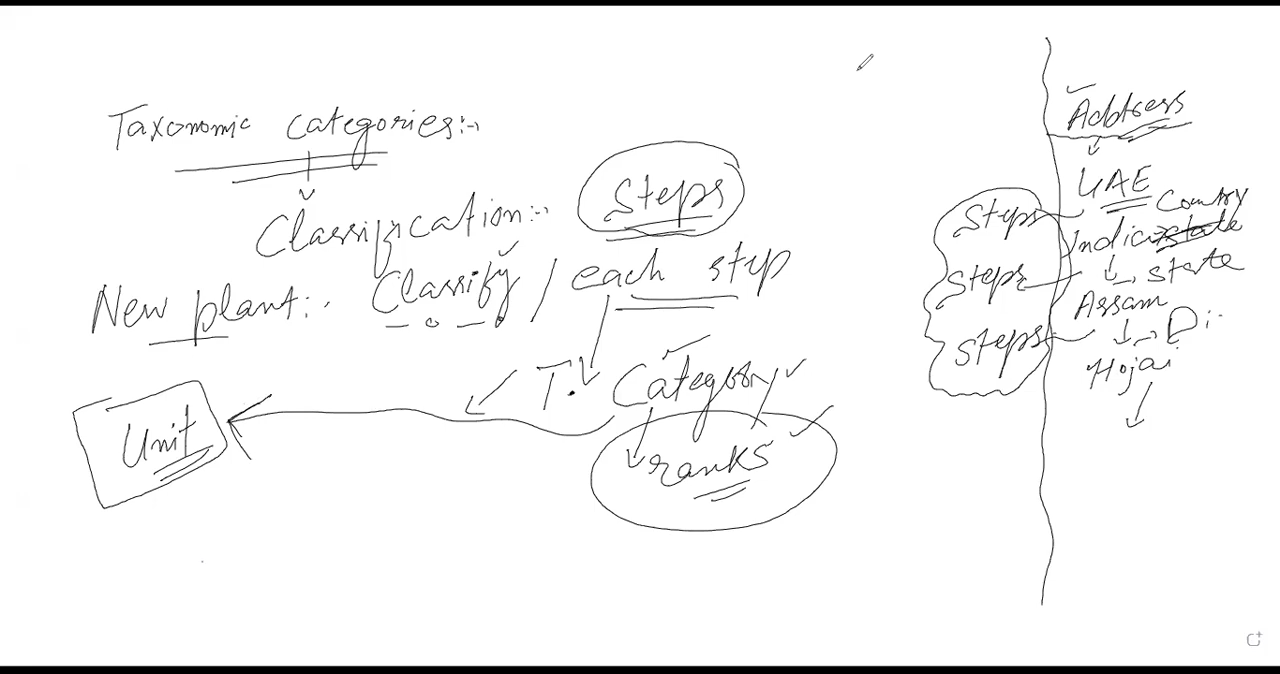 Taxonomic categories:-
Classification:- Steps
New plant:- Classify / each step
T. Category
Unit
ranks
Address
UAE
Steps
Country
India state
Steps
state
Assam
Steps
Di..
Hojai